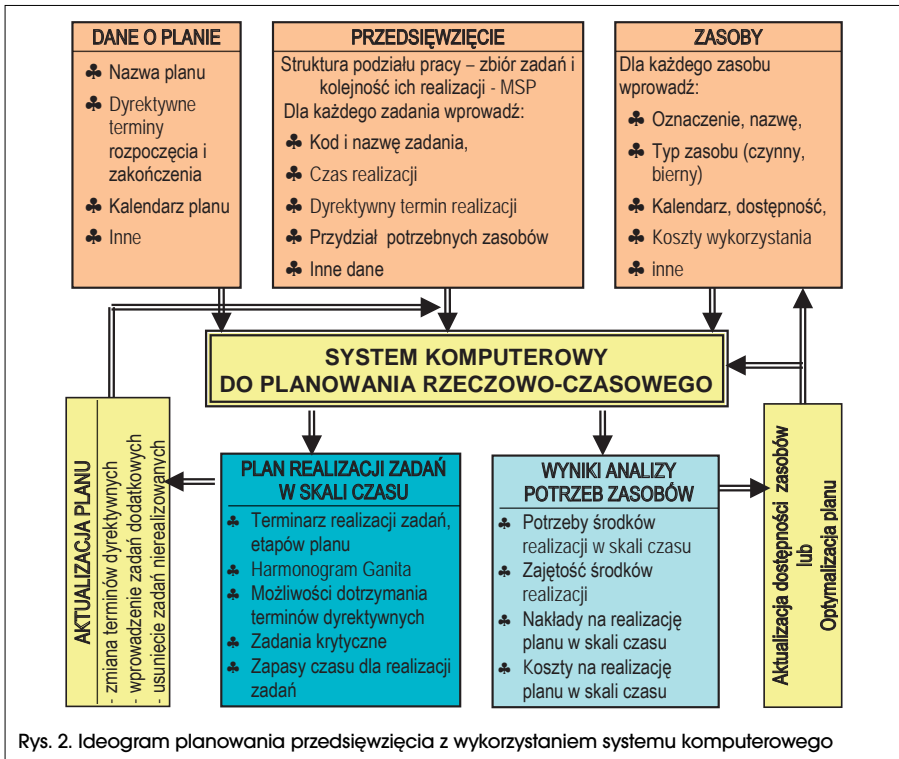 DANE O PLANIE
♣ Nazwa planu
♣ Dyrektywne
terminy
rozpoczęcia i
zakończenia
♣ Kalendarz planu
♣ Inne
PRZEDSIĘWZIĘCIE
Struktura podziału pracy – zbiór zadań i
kolejność ich realizacji - MSP
Dla każdego zadania wprowadź:
♣ Kod i nazwę zadania,
♣ Czas realizacji
♣ Dyrektywny termin realizacji
♣ Przydział potrzebnych zasobów
♣ Inne dane
ZASOBY
Dla każdego zasobu
wprowadź:
♣ Oznaczenie, nazwę,
♣ Typ zasobu (czynny,
bierny)
♣ Kalendarz, dostępność,
♣ Koszty wykorzystania
♣ inne
SYSTEM KOMPUTEROWY
DO PLANOWANIA RZECZOWO-CZASOWEGO
AKTUALIZACJA PLANU
- zmiana terminów dyrektywnych
- wprowadzenie zadań dodatkowych
- usuniecie zadań nierealizowanych
PLAN REALIZACJI ZADAŃ
W SKALI CZASU
♣ Terminarz realizacji zadań,
etapów planu
♣ Harmonogram Ganita
♣ Możliwości dotrzymania
terminów dyrektywnych
♣ Zadania krytyczne
♣ Zapasy czasu dla realizacji
zadań
WYNIKI ANALIZY
POTRZEB ZASOBÓW
♣ Potrzeby środków
realizacji w skali czasu
♣ Zajętość środków
realizacji
♣ Nakłady na realizację
planu w skali czasu
♣ Koszty na realizację
planu w skali czasu
Aktualizacja dostępności zasobów
lub
Optymalizacja planu
Rys. 2. Ideogram planowania przedsięwzięcia z wykorzystaniem systemu komputerowego